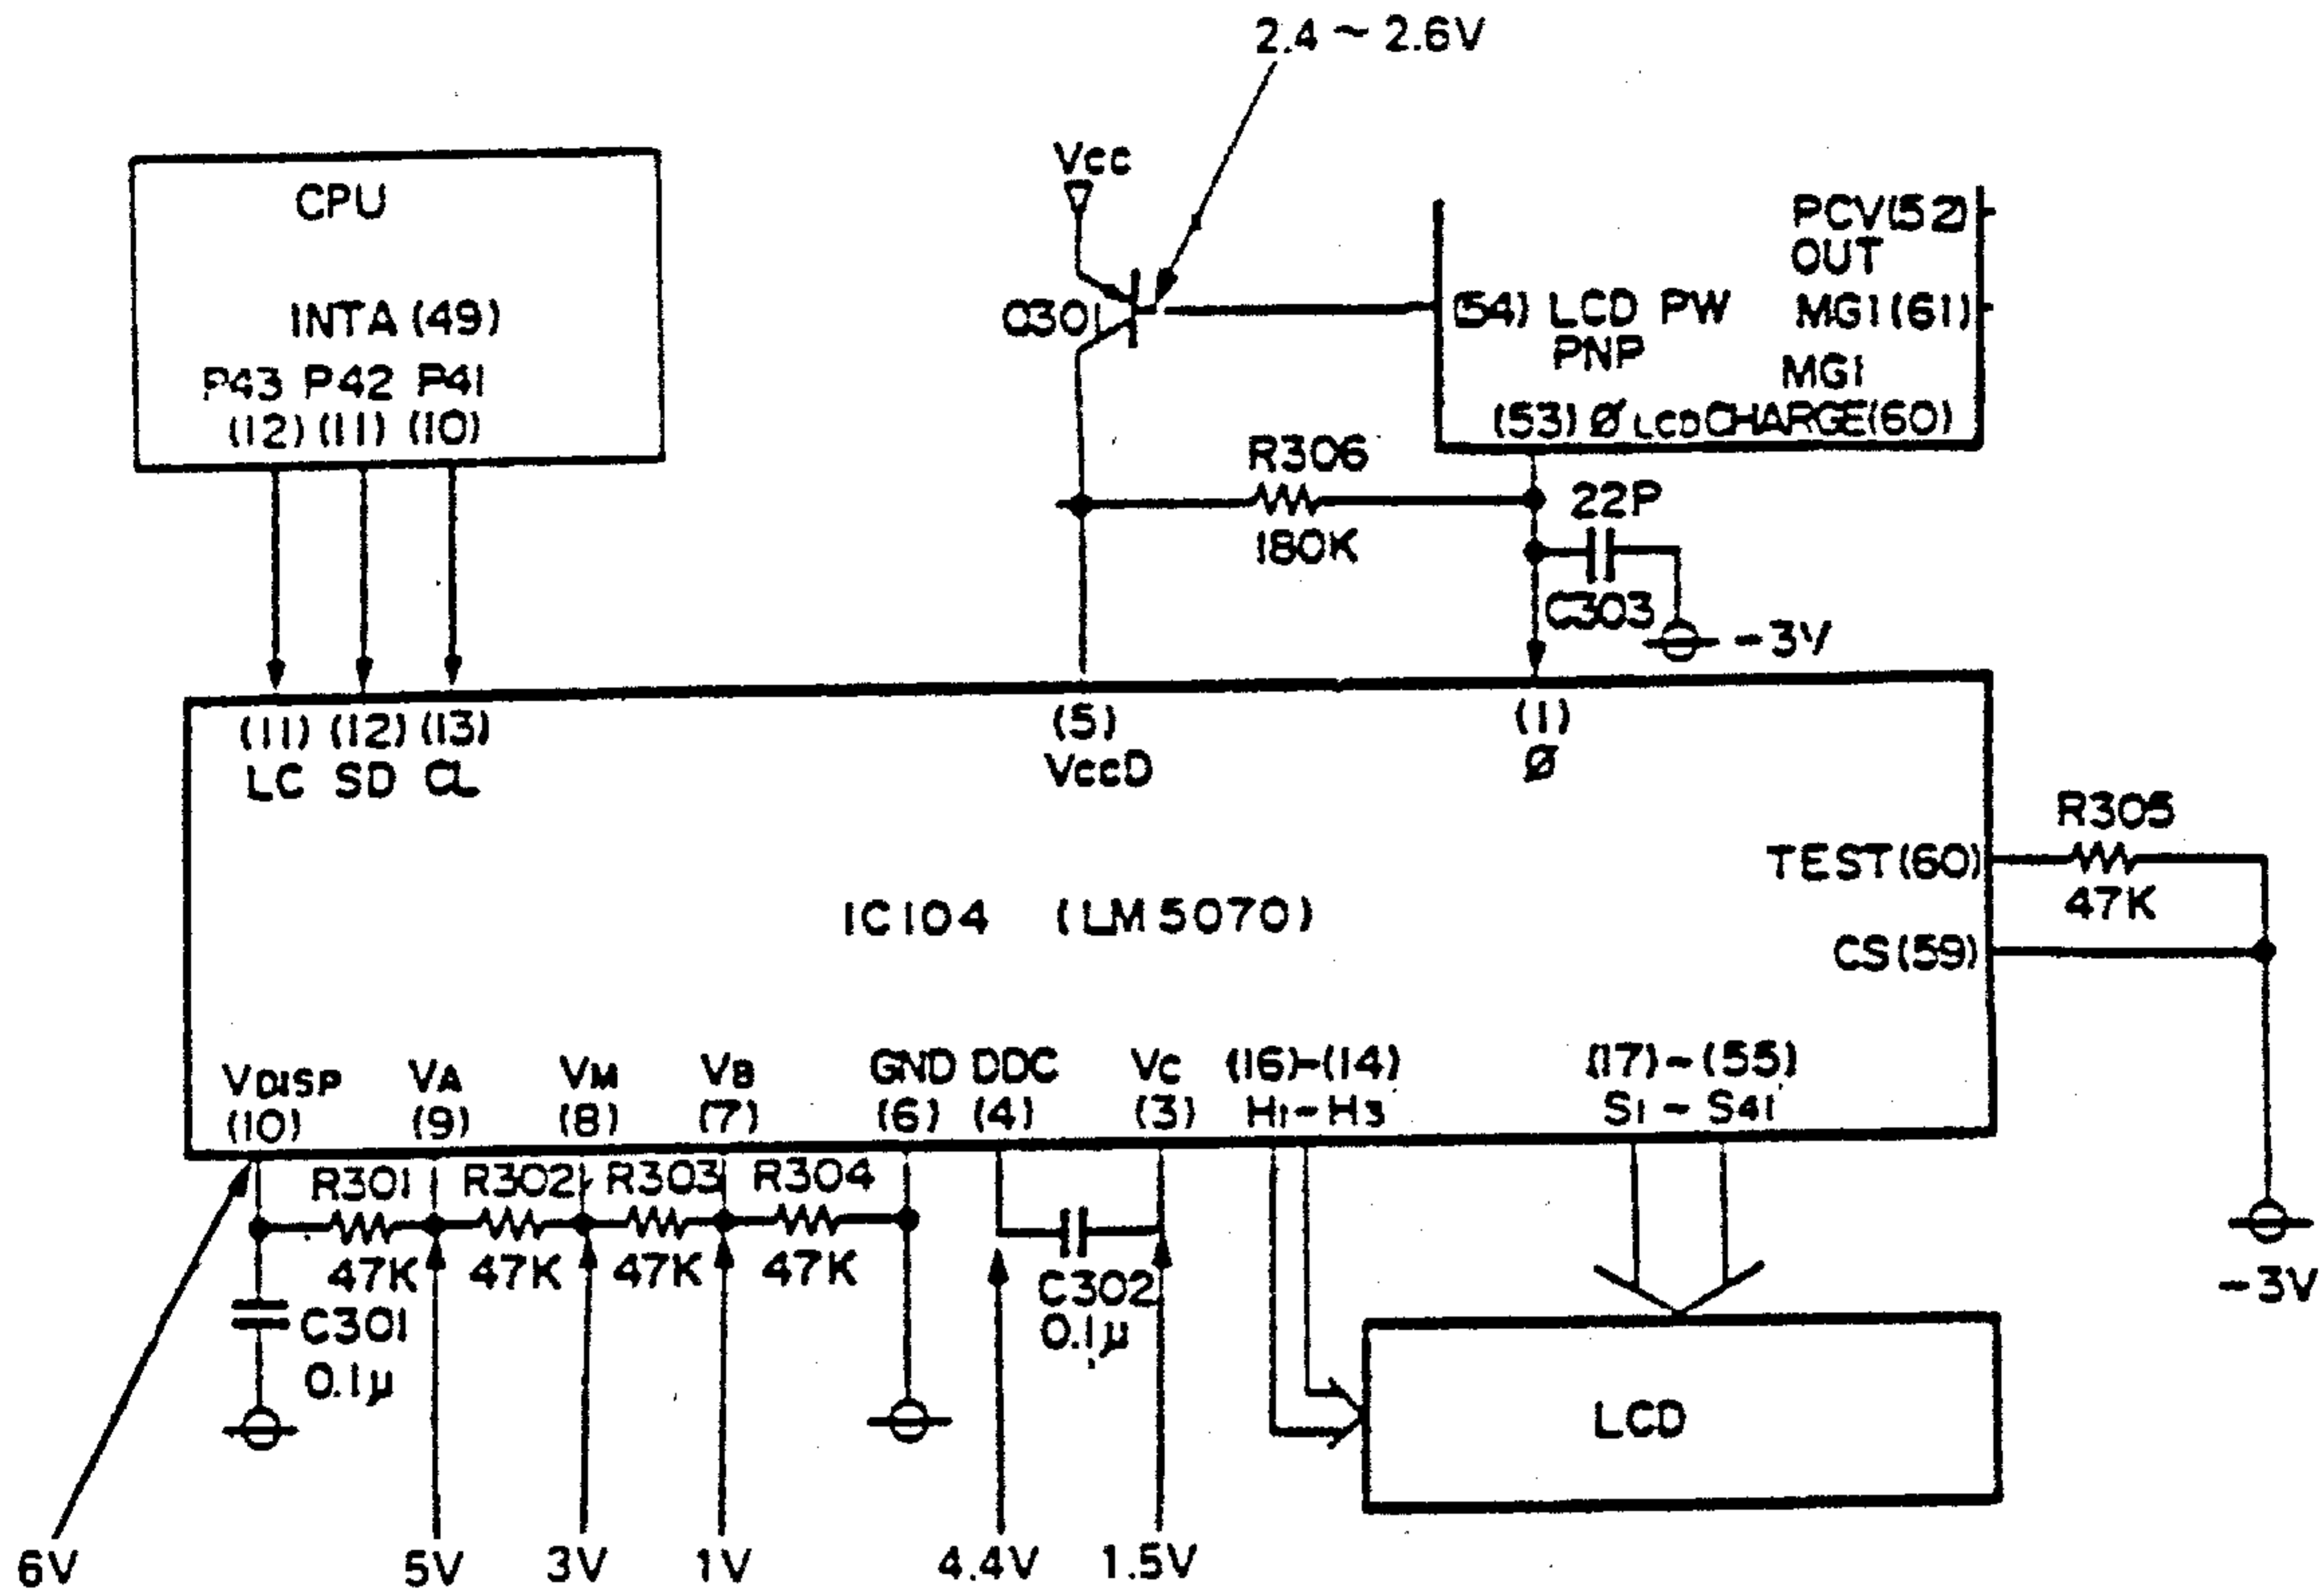 2.4 ~ 2.6V
Vcc
CPU
INTA (49)
P43 P42 P41
(12) (11) (10)
Q301
PCV(52)
OUT
(54) LCD PW
PNP
MG1(61)
MG1
(53) Ø LCD CHARGE(60)
R306
180K
22P
C303
-3V
(11) (12) (13)
LC SD CL
(5)
VccD
(1)
Ø
R305
TEST(60)
47K
IC104 (LM5070)
CS(59)
VDISP VA VM VB GND DDC VC (16)-(14) (17)-(55)
(10) (9) (8) (7) (6) (4) (3) H1-H3 S1 - S41
R301 R302 R303 R304
47K 47K 47K 47K
C301
0.1μ
C302
0.1μ
-3V
LCD
6V 5V 3V 1V 4.4V 1.5V